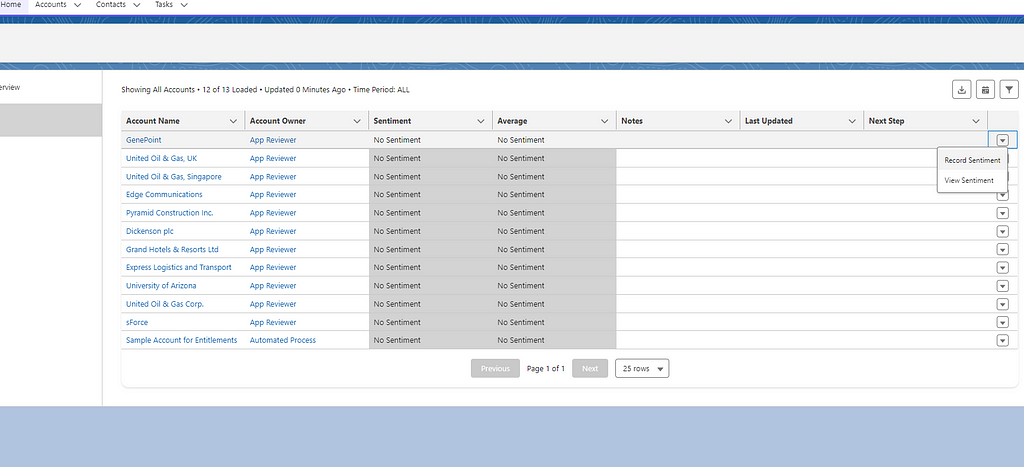 Home Accounts Contacts Tasks
erview
Showing All Accounts • 12 of 13 Loaded • Updated 0 Minutes Ago • Time Period: ALL
Account Name Account Owner Sentiment Average Notes Last Updated Next Step
GenePoint App Reviewer No Sentiment No Sentiment
United Oil & Gas, UK App Reviewer No Sentiment No Sentiment
Record Sentiment
United Oil & Gas, Singapore App Reviewer No Sentiment No Sentiment
View Sentiment
Edge Communications App Reviewer No Sentiment No Sentiment
Pyramid Construction Inc. App Reviewer No Sentiment No Sentiment
Dickenson plc App Reviewer No Sentiment No Sentiment
Grand Hotels & Resorts Ltd App Reviewer No Sentiment No Sentiment
Express Logistics and Transport App Reviewer No Sentiment No Sentiment
University of Arizona App Reviewer No Sentiment No Sentiment
United Oil & Gas Corp. App Reviewer No Sentiment No Sentiment
sForce App Reviewer No Sentiment No Sentiment
Sample Account for Entitlements Automated Process No Sentiment No Sentiment
Previous Page 1 of 1 Next 25 rows